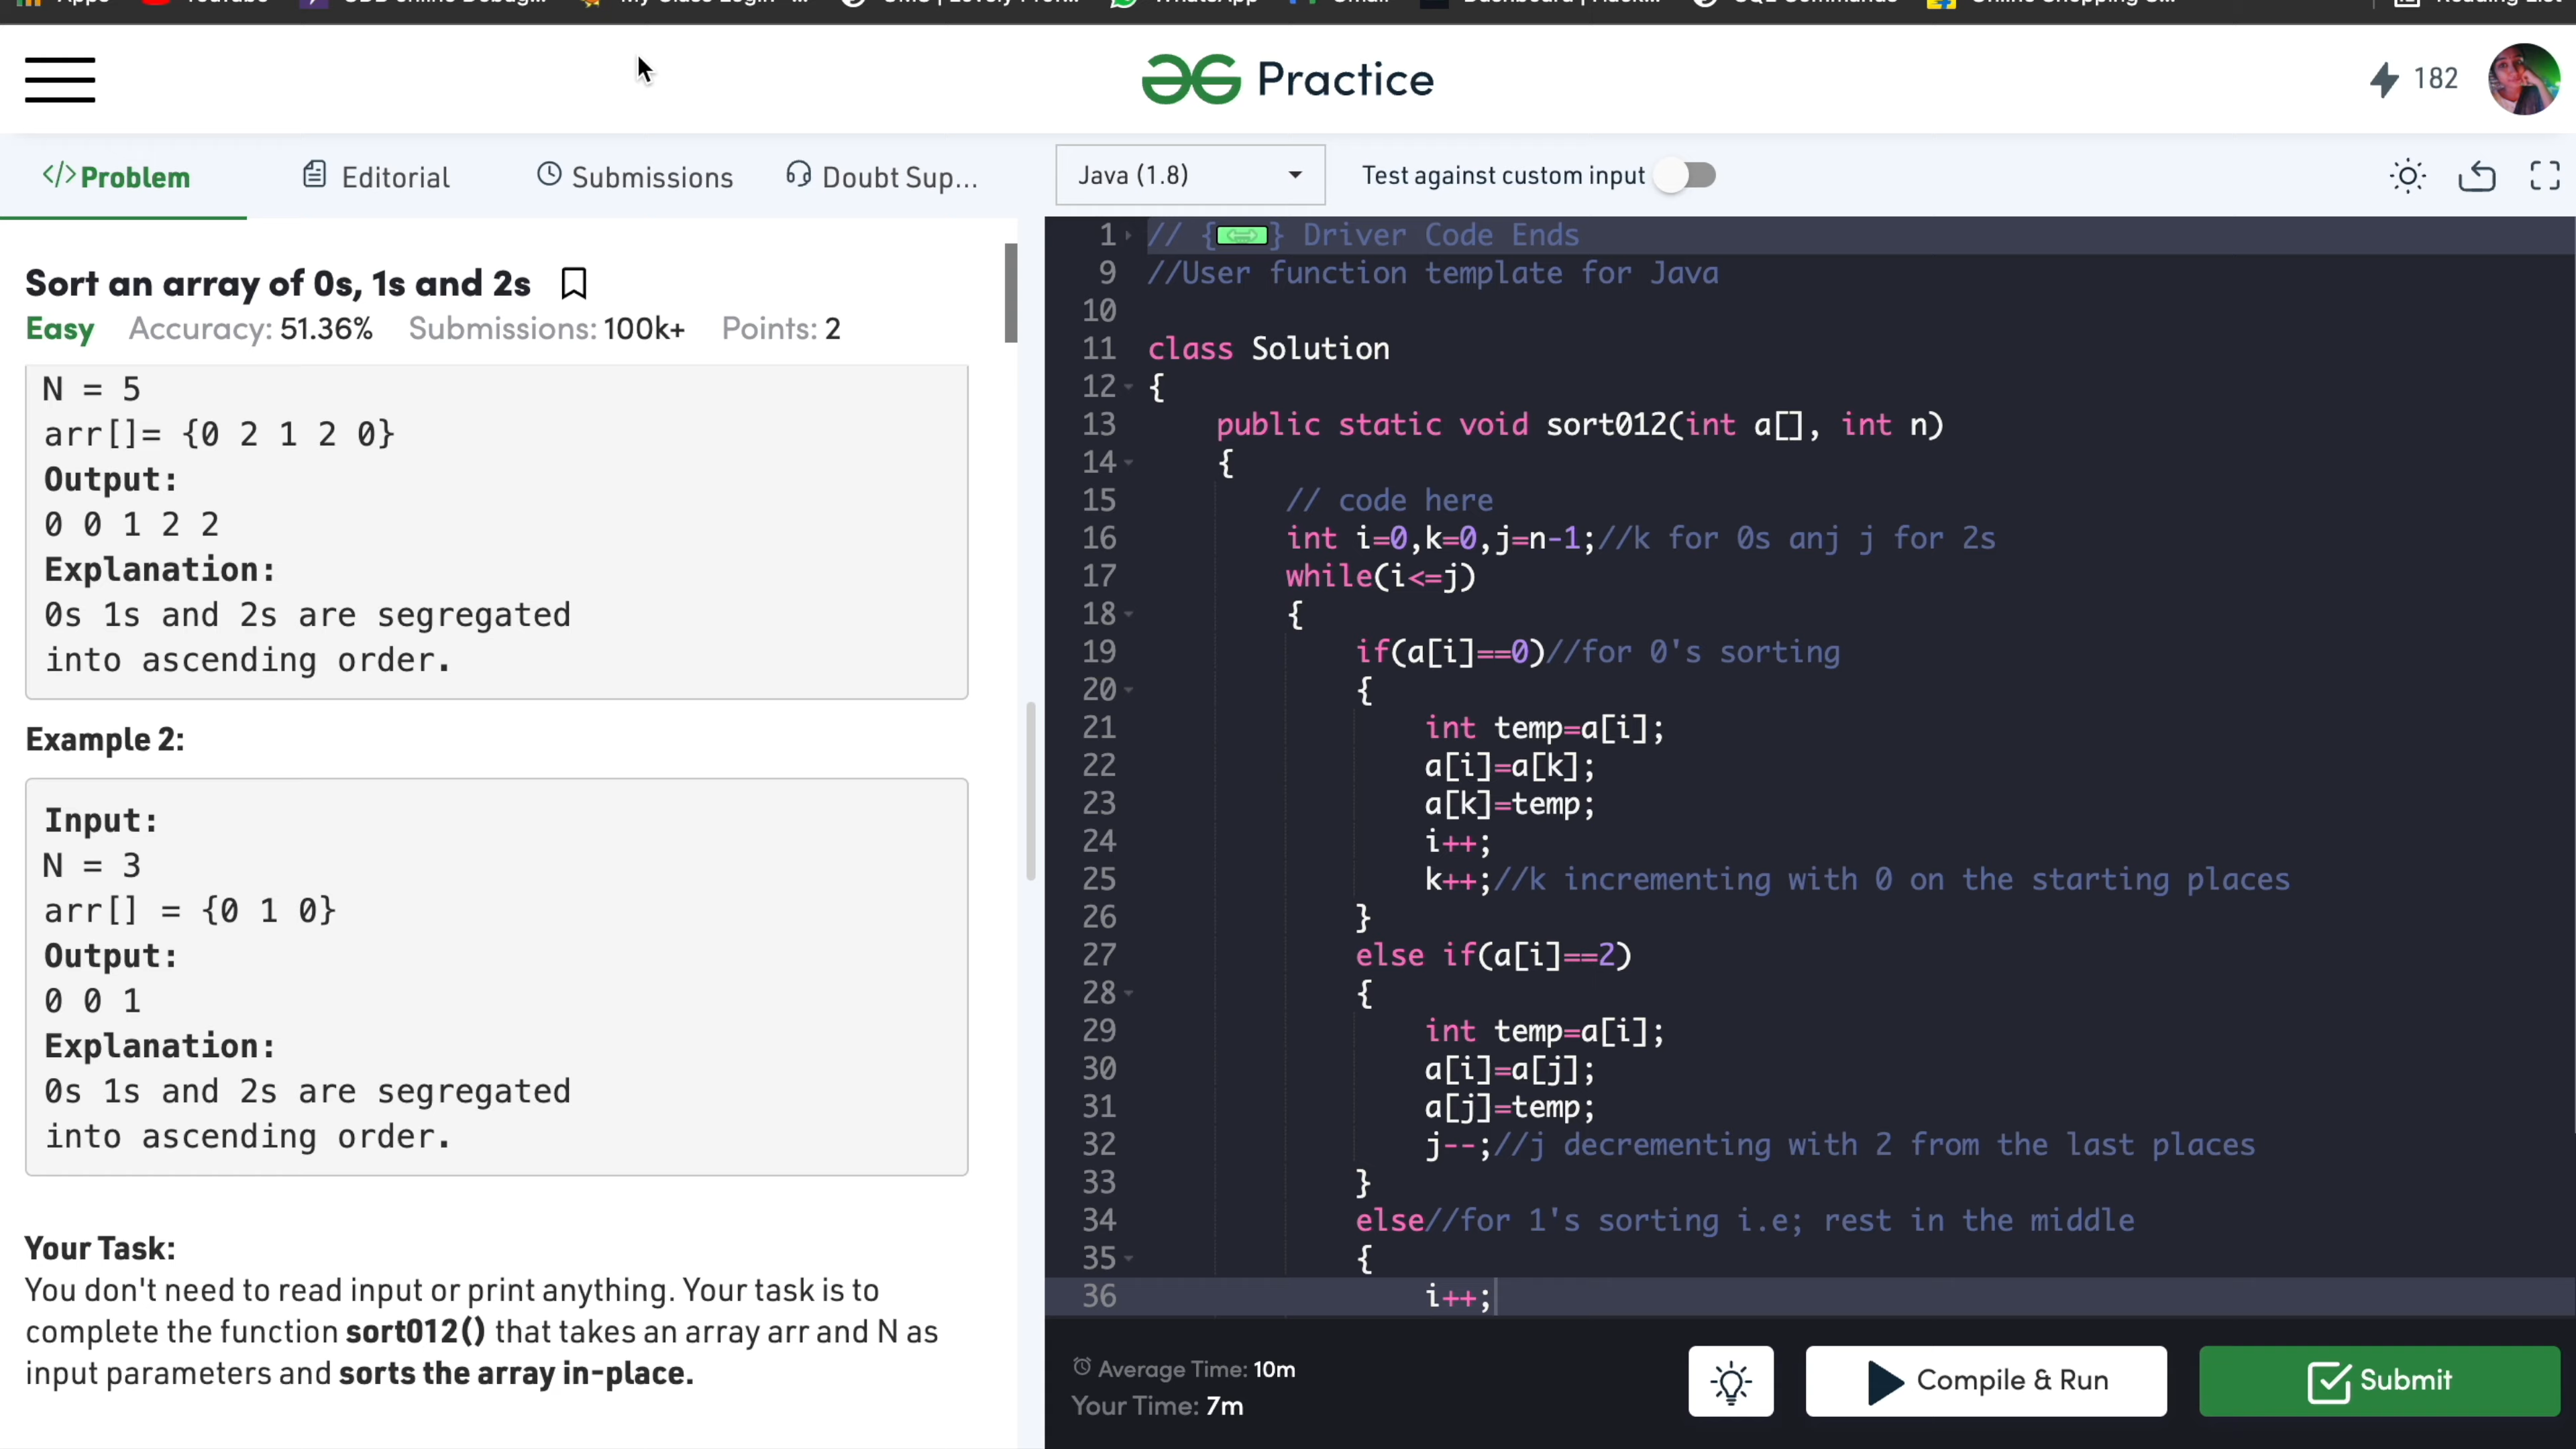 Practice
182
</>Problem
Editorial
Submissions
Doubt Sup...
Java (1.8)
Test against custom input
Sort an array of 0s, 1s and 2s
Easy Accuracy: 51.36% Submissions: 100k+ Points: 2
N = 5
arr[]= {0 2 1 2 0}
Output:
0 0 1 2 2
Explanation:
0s 1s and 2s are segregated
into ascending order.
Example 2:
Input:
N = 3
arr[] = {0 1 0}
Output:
0 0 1
Explanation:
0s 1s and 2s are segregated
into ascending order.
Your Task:
You don't need to read input or print anything. Your task is to
complete the function sort012() that takes an array arr and N as
input parameters and sorts the array in-place.
1 // { } Driver Code Ends
9 //User function template for Java
10
11 class Solution
12 {
13 public static void sort012(int a[], int n)
14 {
15 // code here
16 int i=0,k=0,j=n-1;//k for 0s anj j for 2s
17 while(i<=j)
18 {
19 if(a[i]==0)//for 0's sorting
20 {
21 int temp=a[i];
22 a[i]=a[k];
23 a[k]=temp;
24 i++;
25 k++;//k incrementing with 0 on the starting places
26 }
27 else if(a[i]==2)
28 {
29 int temp=a[i];
30 a[i]=a[j];
31 a[j]=temp;
32 j--;//j decrementing with 2 from the last places
33 }
34 else//for 1's sorting i.e; rest in the middle
35 {
36 i++;
Average Time: 10m
Your Time: 7m
Compile & Run
Submit